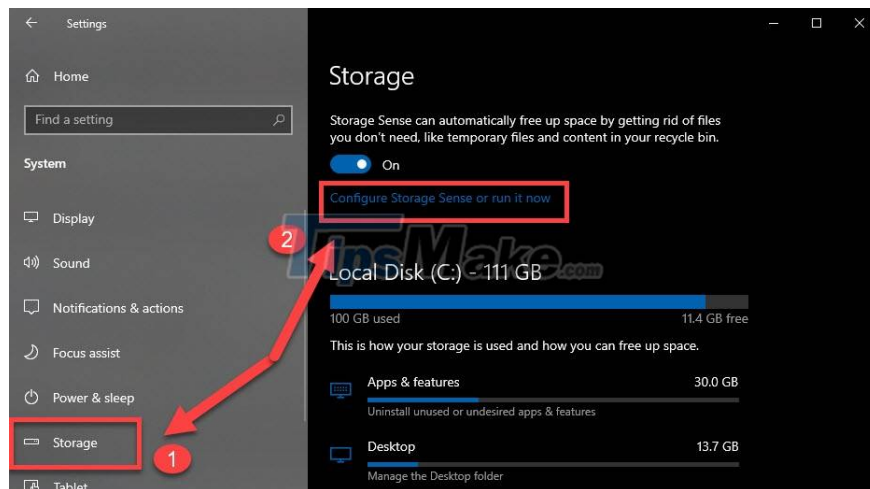 Settings
Home
Find a setting
System
Display
Sound
Notifications & actions
Focus assist
Power & sleep
Storage
Tablet
1
2
Storage
Storage Sense can automatically free up space by getting rid of files
you don't need, like temporary files and content in your recycle bin.
On
Configure Storage Sense or run it now
TipsMake.com
Local Disk (C:) - 111 GB
100 GB used 11.4 GB free
This is how your storage is used and how you can free up space.
Apps & features 30.0 GB
Uninstall unused or undesired apps & features
Desktop 13.7 GB
Manage the Desktop folder